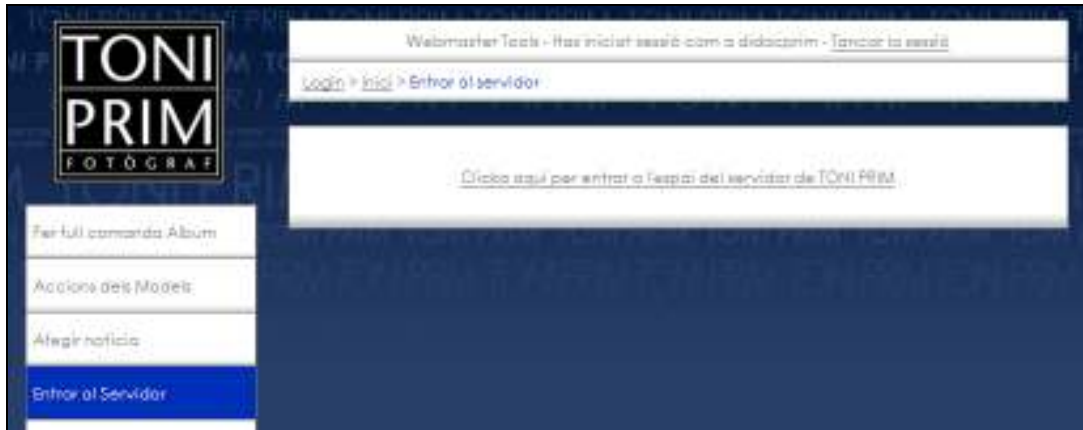 TONI
PRIM
FOTÒGRAF
Webmaster Tools - Has iniciat sessió com a didacprim - Tancar la sessió
Login > Inici > Entrar al servidor
Clicka aquí per entrar a l'espai del servidor de TONI PRIM
Fer full comanda Album
Accions dels Models
Afegir notícia
Entrar al Servidor